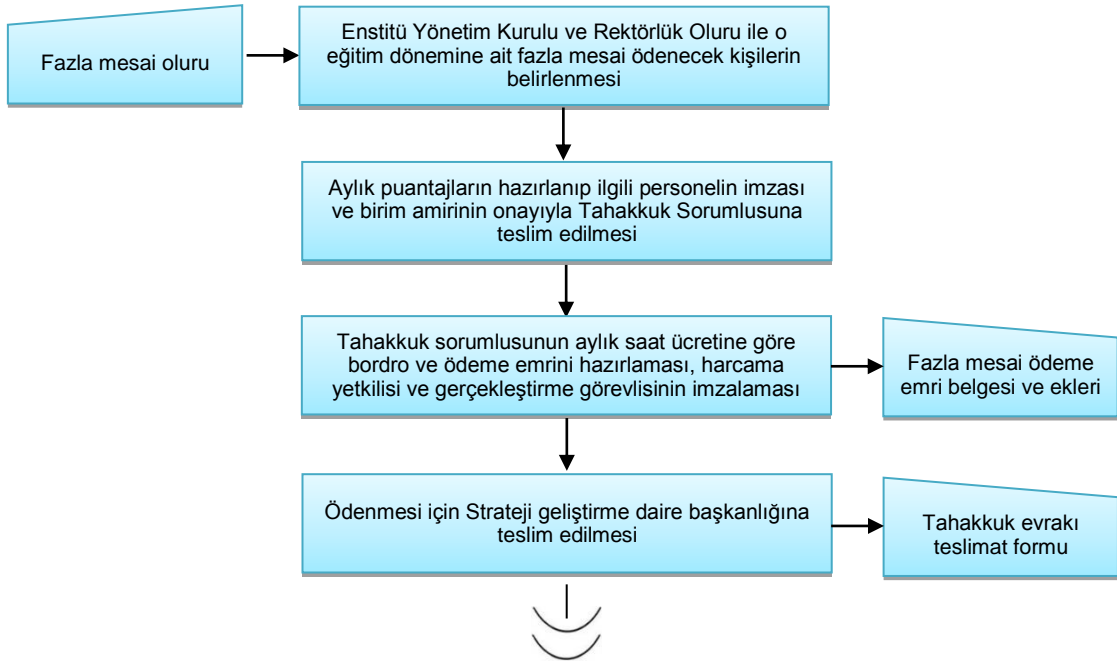 Fazla mesai oluru
Enstitü Yönetim Kurulu ve Rektörlük Oluru ile o
eğitim dönemine ait fazla mesai ödenecek kişilerin
belirlenmesi
Aylık puantajların hazırlanıp ilgili personelin imzası
ve birim amirinin onayıyla Tahakkuk Sorumlusuna
teslim edilmesi
Tahakkuk sorumlusunun aylık saat ücretine göre
bordro ve ödeme emrini hazırlaması, harcama
yetkilisi ve gerçekleştirme görevlisinin imzalaması
Fazla mesai ödeme
emri belgesi ve ekleri
Ödenmesi için Strateji geliştirme daire başkanlığına
teslim edilmesi
Tahakkuk evrakı
teslimat formu